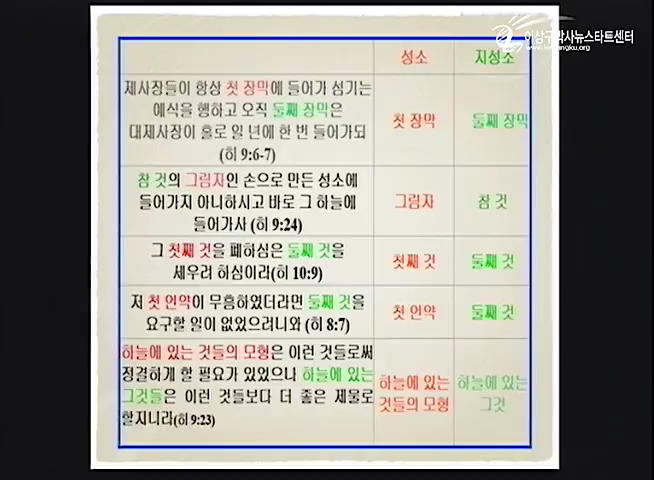 이상구박사뉴스타트센터
성소 지성소
제사장들이 항상 첫 장막에 들어가 섬기는
예식을 행하고 오직 둘째 장막은
대제사장이 홀로 일 년에 한 번 들어가되
(히 9:6-7)
첫 장막 둘째 장막
참 것의 그림자인 손으로 만든 성소에
들어가지 아니하시고 바로 그 하늘에
들어가사 (히 9:24)
그림자 참 것
그 첫째 것을 폐하심은 둘째 것을
세우려 하심이라(히 10:9)
첫째 것 둘째 것
저 첫 언약이 무흠하였더라면 둘째 것을
요구할 일이 없었으려니와 (히 8:7)
첫 언약 둘째 것
하늘에 있는 것들의 모형은 이런 것들로써
정결하게 할 필요가 있었으나 하늘에 있는
그것들은 이런 것들보다 더 좋은 제물로
할지니라(히 9:23)
하늘에 있는
것들의 모형
하늘에 있는
그것